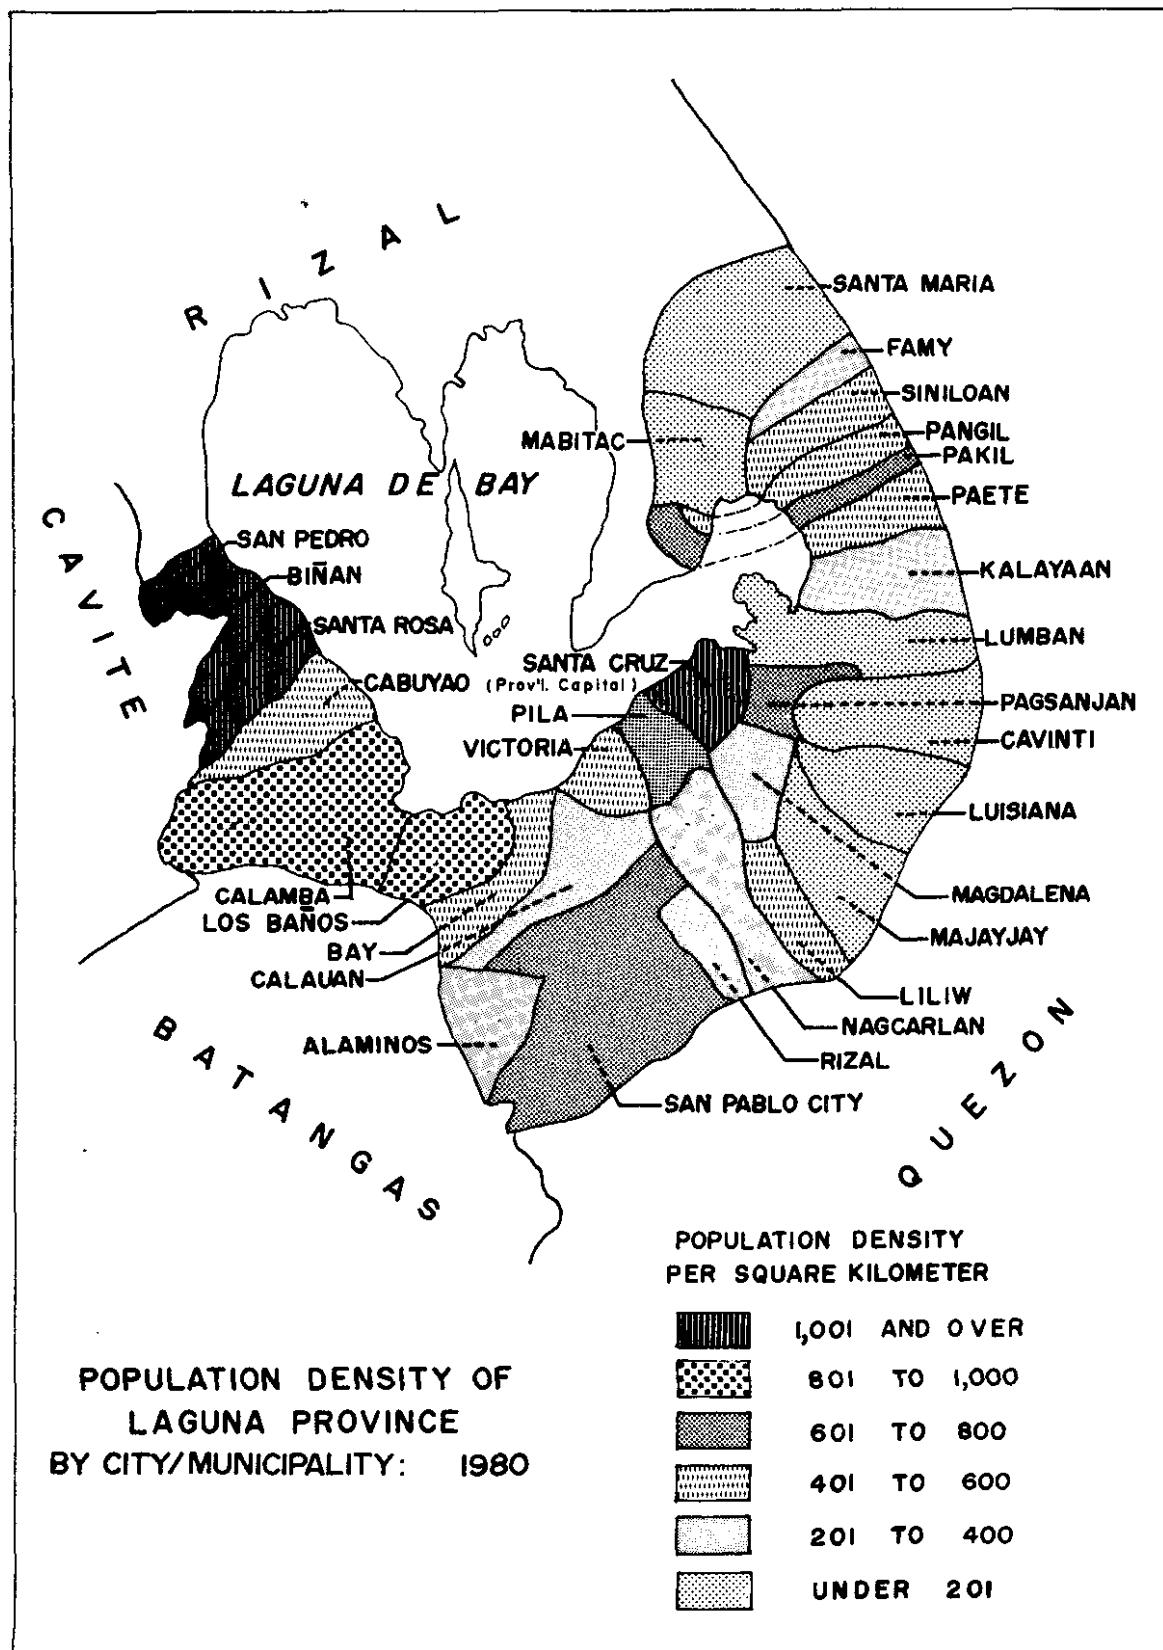 RIZAL
SANTA MARIA
FAMY
SINILOAN
PANGIL
MABITAC
PAKIL
LAGUNA DE BAY
PAETE
CAVITE
SAN PEDRO
BIÑAN
KALAYAAN
SANTA ROSA
LUMBAN
SANTA CRUZ
CABUYAO
(Prov'l. Capital)
PILA
PAGSANJAN
VICTORIA
CAVINTI
LUISIANA
CALAMBA
MAGDALENA
LOS BAÑOS
MAJAYJAY
BAY
CALAUAN
LILIW
NAGCARLAN
ALAMINOS
RIZAL
SAN PABLO CITY
BATANGAS
QUEZON
POPULATION DENSITY
PER SQUARE KILOMETER
1,001 AND OVER
801 TO 1,000
601 TO 800
401 TO 600
201 TO 400
UNDER 201
POPULATION DENSITY OF
LAGUNA PROVINCE
BY CITY/MUNICIPALITY: 1980